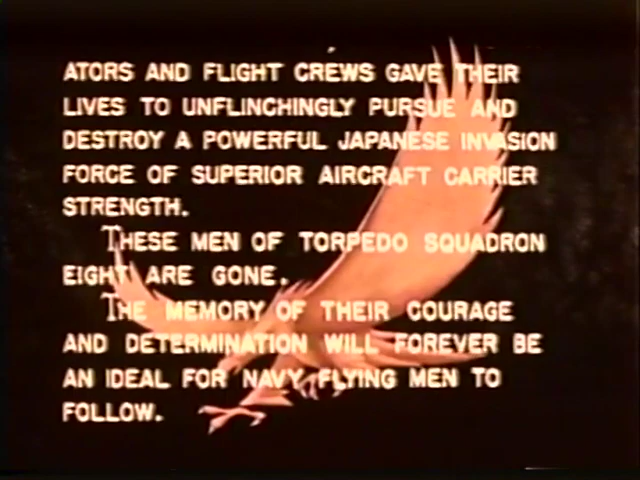 ATORS AND FLIGHT CREWS GAVE THEIR
LIVES TO UNFLINCHINGLY PURSUE AND
DESTROY A POWERFUL JAPANESE INVASION
FORCE OF SUPERIOR AIRCRAFT CARRIER
STRENGTH.
THESE MEN OF TORPEDO SQUADRON
EIGHT ARE GONE.
THE MEMORY OF THEIR COURAGE
AND DETERMINATION WILL FOREVER BE
AN IDEAL FOR NAVY FLYING MEN TO
FOLLOW.